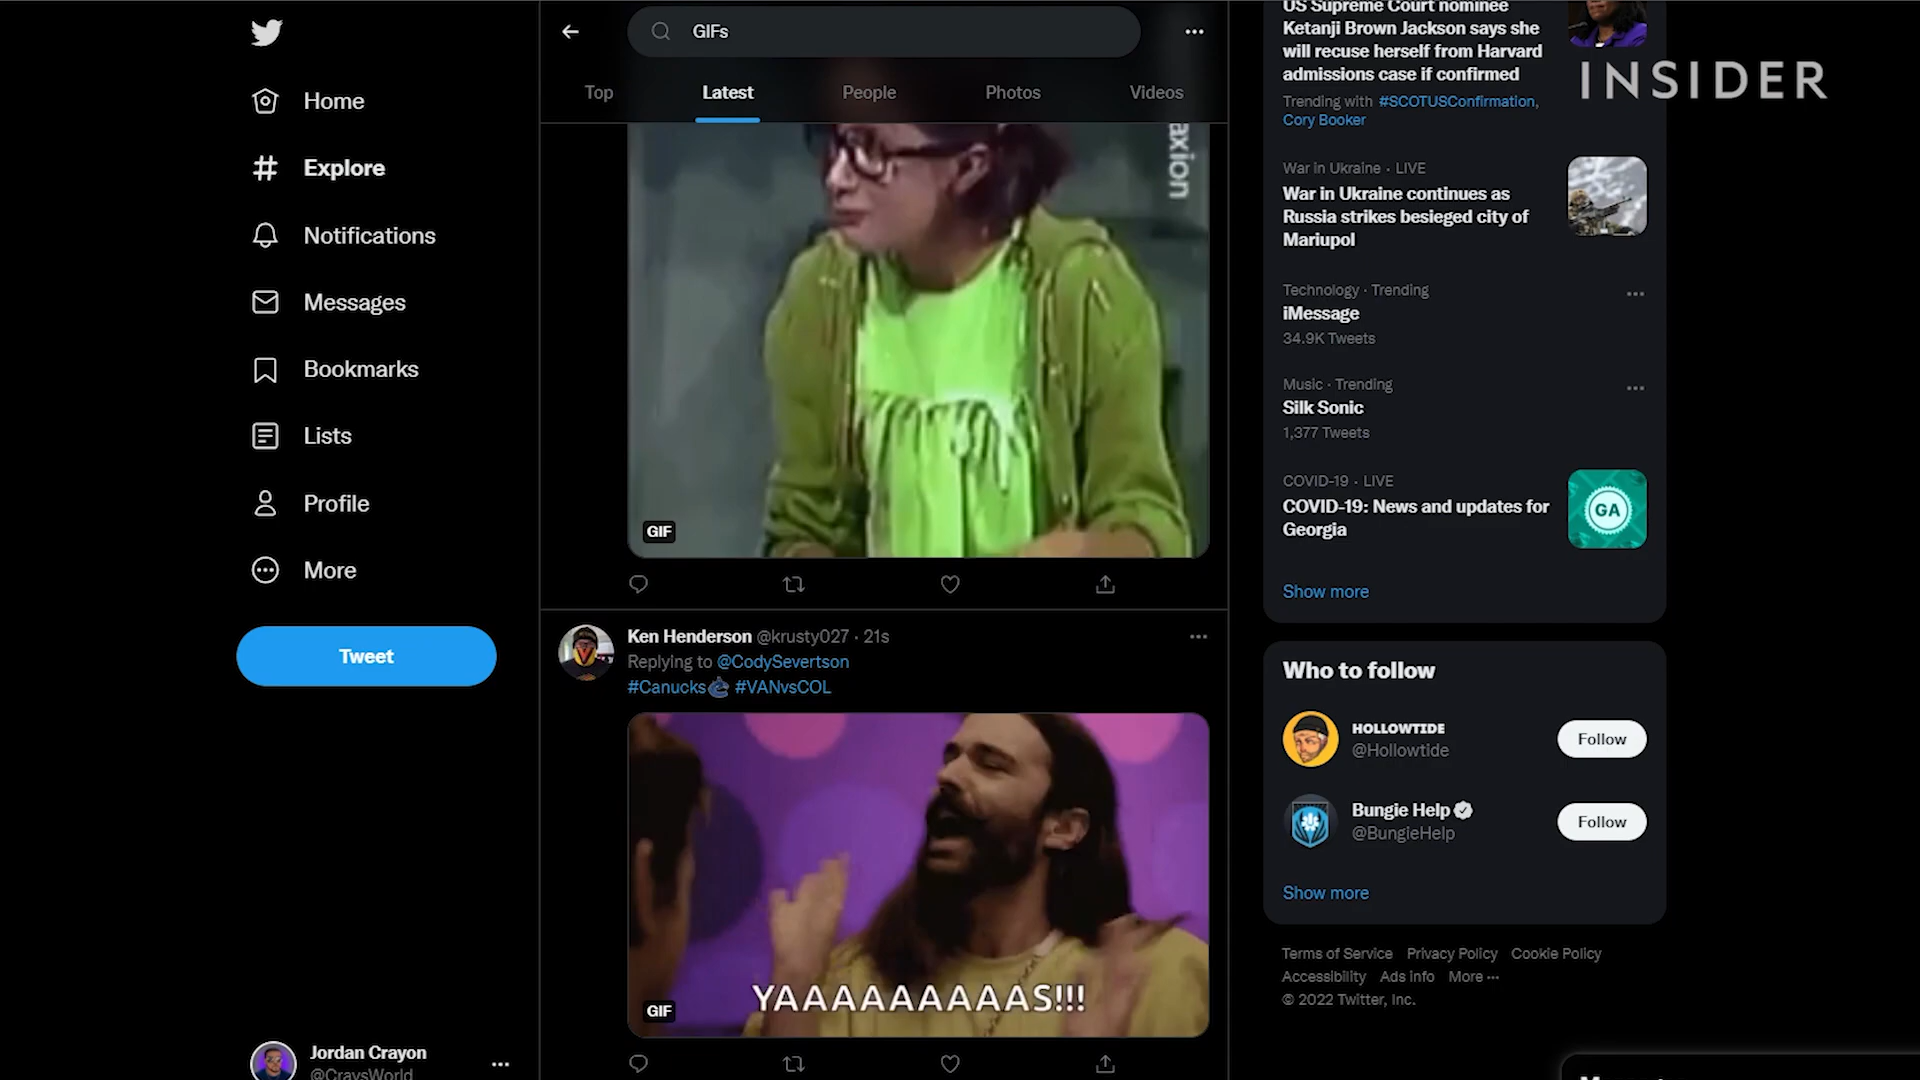 Home
Explore
Notifications
Messages
Bookmarks
Lists
Profile
More
Tweet
Jordan Crayon
@CraysWorld
GIFs
Top
Latest
People
Photos
Videos
axion
GIF
Ken Henderson @krusty027 · 21s
Replying to @CodySevertson
#Canucks #VANvsCOL
YAAAAAAAAAS!!!
GIF
US Supreme Court nominee
Ketanji Brown Jackson says she
will recuse herself from Harvard
admissions case if confirmed
Trending with #SCOTUSConfirmation,
Cory Booker
INSIDER
War in Ukraine · LIVE
War in Ukraine continues as
Russia strikes besieged city of
Mariupol
Technology · Trending
iMessage
34.9K Tweets
Music · Trending
Silk Sonic
1,377 Tweets
COVID-19 · LIVE
COVID-19: News and updates for
Georgia
GA
Show more
Who to follow
HOLLOWTIDE
@Hollowtide
Follow
Bungie Help
@BungieHelp
Follow
Show more
Terms of Service Privacy Policy Cookie Policy
Accessibility Ads info More ···
© 2022 Twitter, Inc.